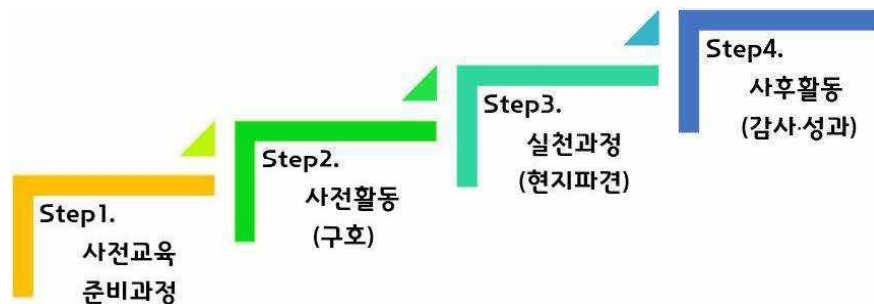 Step1.
사전교육
준비과정
Step2.
사전활동
(구호)
Step3.
실천과정
(현지파견)
Step4.
사후활동
(감사·성과)